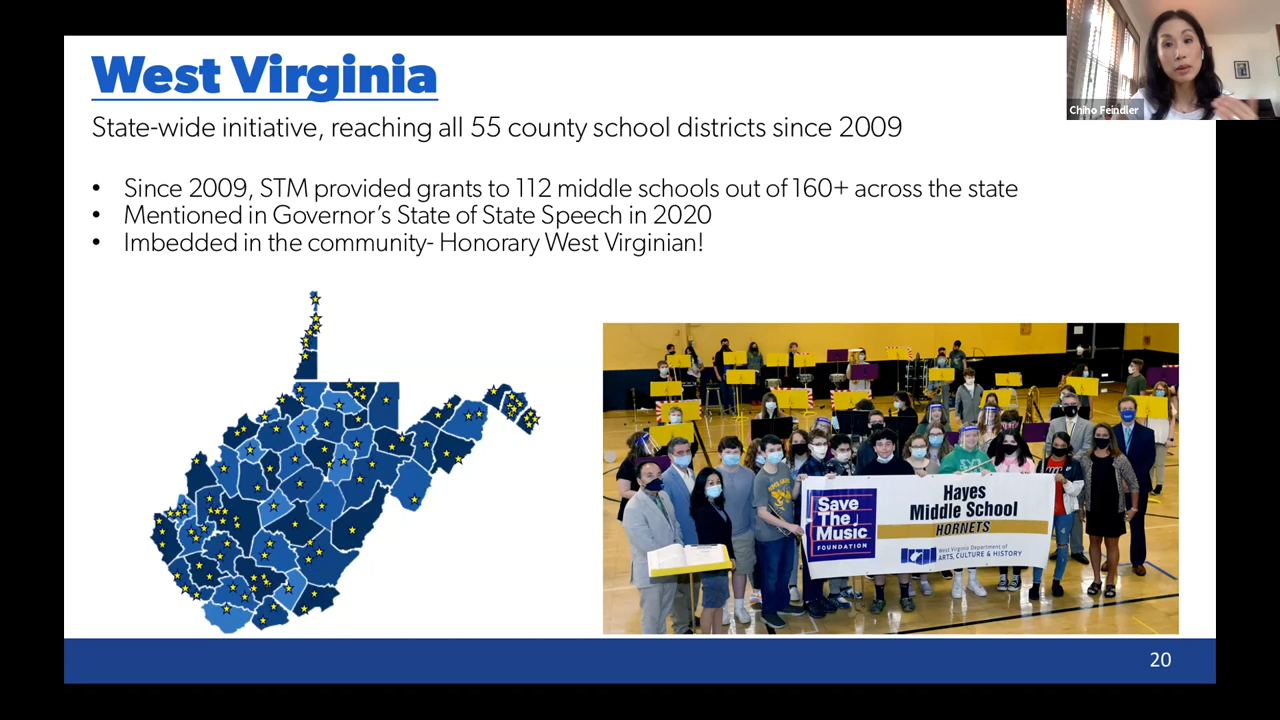 West Virginia
Chiho Feindler
State-wide initiative, reaching all 55 county school districts since 2009
• Since 2009, STM provided grants to 112 middle schools out of 160+ across the state
• Mentioned in Governor’s State of State Speech in 2020
• Imbedded in the community- Honorary West Virginian!
Save
The
Music
FOUNDATION
Hayes
Middle School
HORNETS
West Virginia Department of
ARTS, CULTURE & HISTORY
20